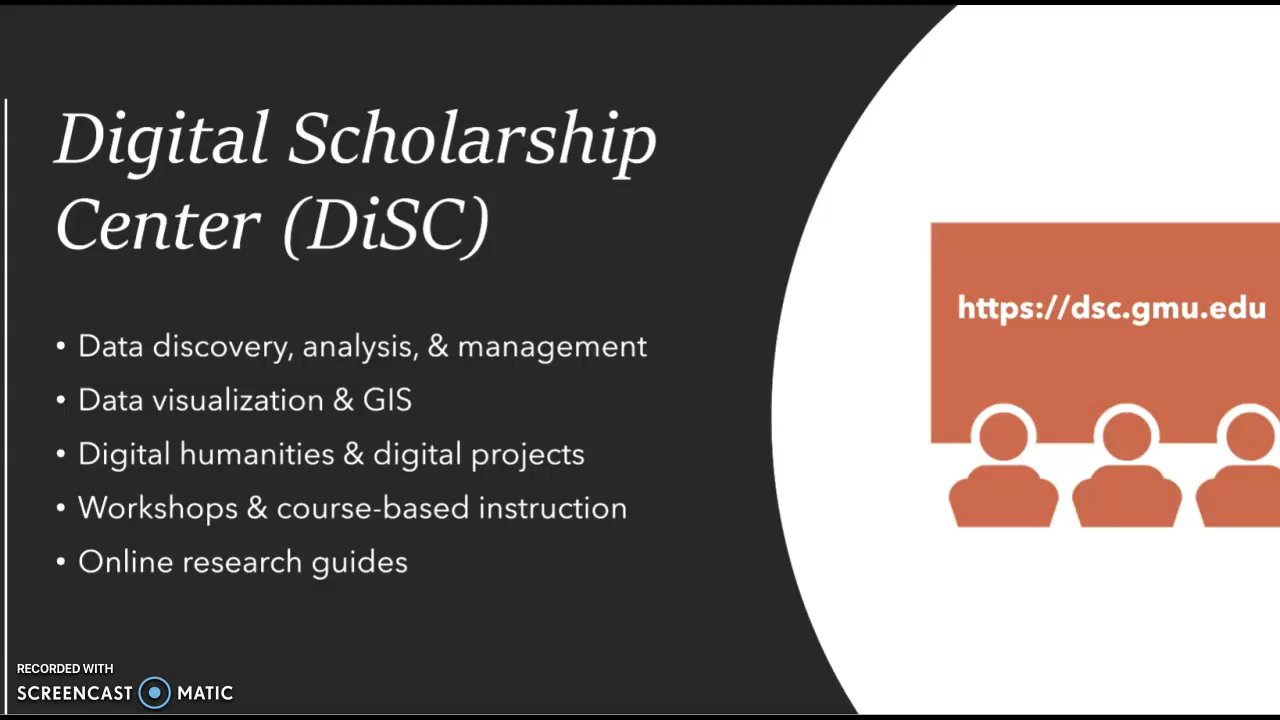 Digital Scholarship
Center (DiSC)
• Data discovery, analysis, & management
• Data visualization & GIS
• Digital humanities & digital projects
• Workshops & course-based instruction
• Online research guides
https://dsc.gmu.edu
RECORDED WITH
SCREENCAST MATIC